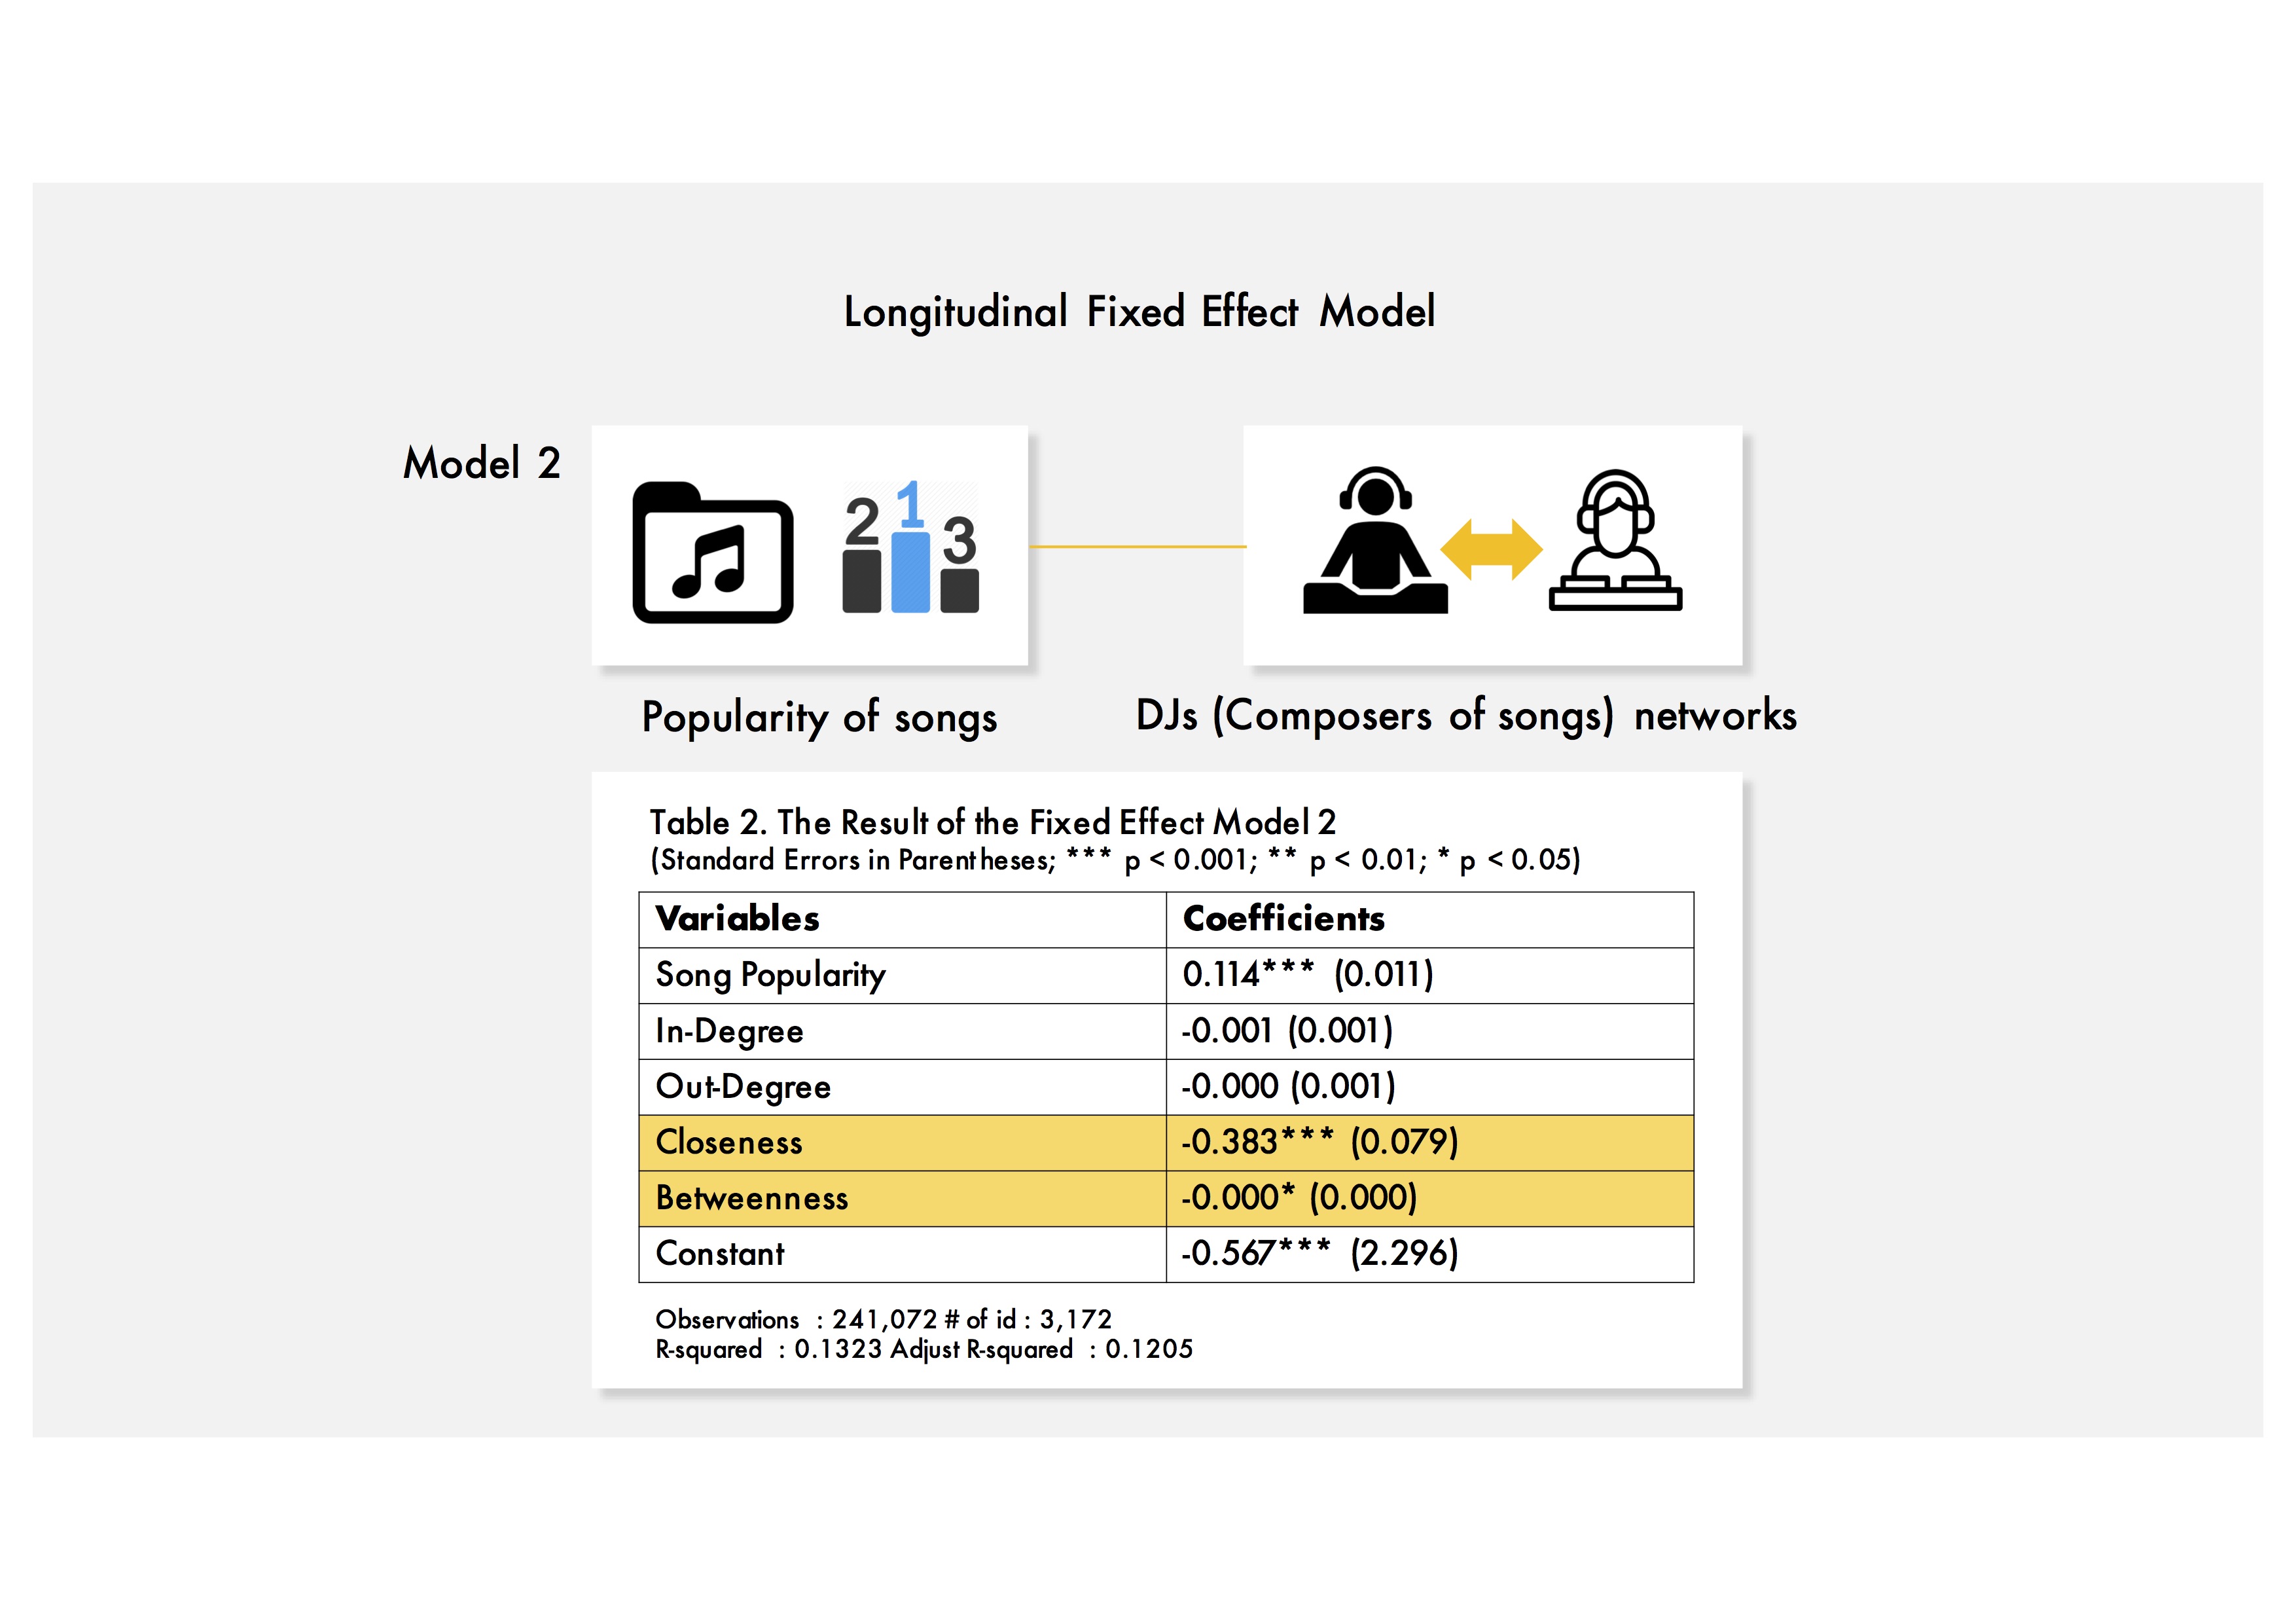 Longitudinal Fixed Effect Model
Model 2
2 1 3
Popularity of songs
DJs (Composers of songs) networks
Table 2. The Result of the Fixed Effect Model 2
(Standard Errors in Parentheses; *** p < 0.001; ** p < 0.01; * p < 0.05)
Variables Coefficients
Song Popularity 0.114*** (0.011)
In-Degree -0.001 (0.001)
Out-Degree -0.000 (0.001)
Closeness -0.383*** (0.079)
Betweenness -0.000* (0.000)
Constant -0.567*** (2.296)
Observations : 241,072 # of id : 3,172
R-squared : 0.1323 Adjust R-squared : 0.1205